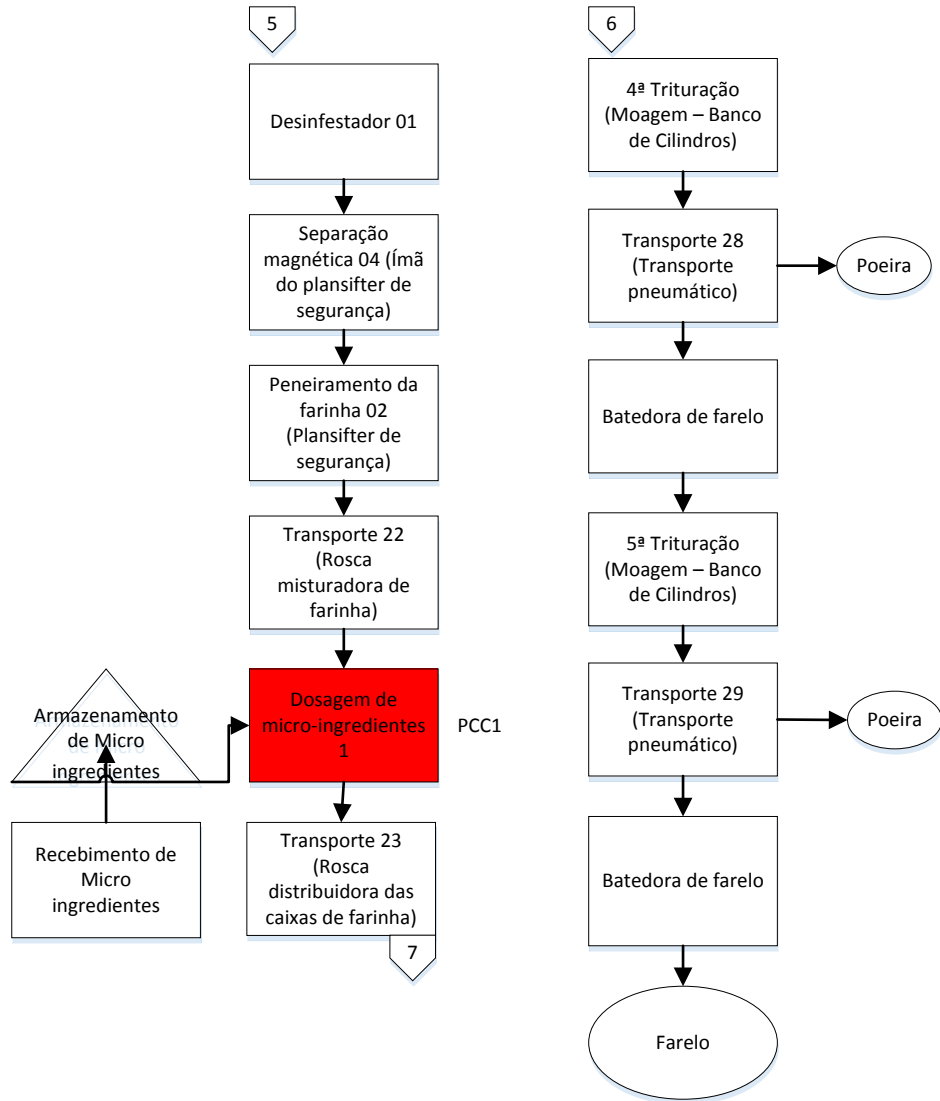 5
Desinfestador 01
Separação
magnética 04 (Ímã
do plansifter de
segurança)
Peneiramento da
farinha 02
(Plansifter de
segurança)
Transporte 22
(Rosca
misturadora de
farinha)
Dosagem de
micro-ingredientes
1
PCC1
Armazenamento
de Micro
ingredientes
Recebimento de
Micro
ingredientes
Transporte 23
(Rosca
distribuidora das
caixas de farinha)
7
6
4ª Trituração
(Moagem – Banco
de Cilindros)
Transporte 28
(Transporte
pneumático)
Poeira
Batedora de farelo
5ª Trituração
(Moagem – Banco
de Cilindros)
Transporte 29
(Transporte
pneumático)
Poeira
Batedora de farelo
Farelo